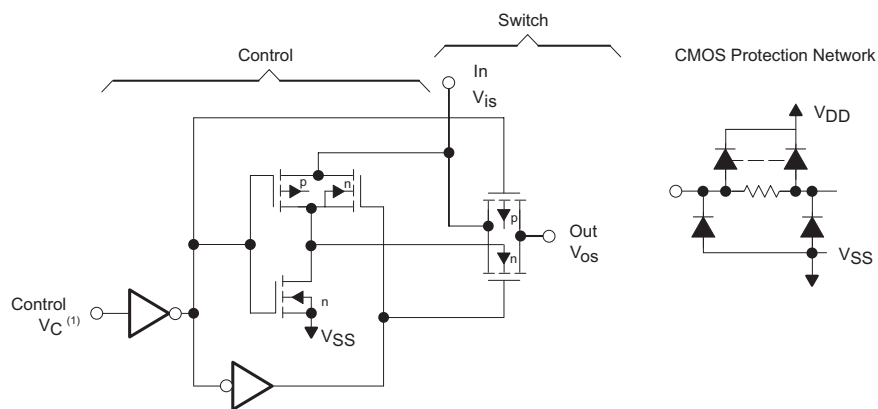 Switch
Control
In
V_is
CMOS Protection Network
V_DD
p
n
p
n
Out
V_os
V_SS
n
V_SS
Control
V_C (1)